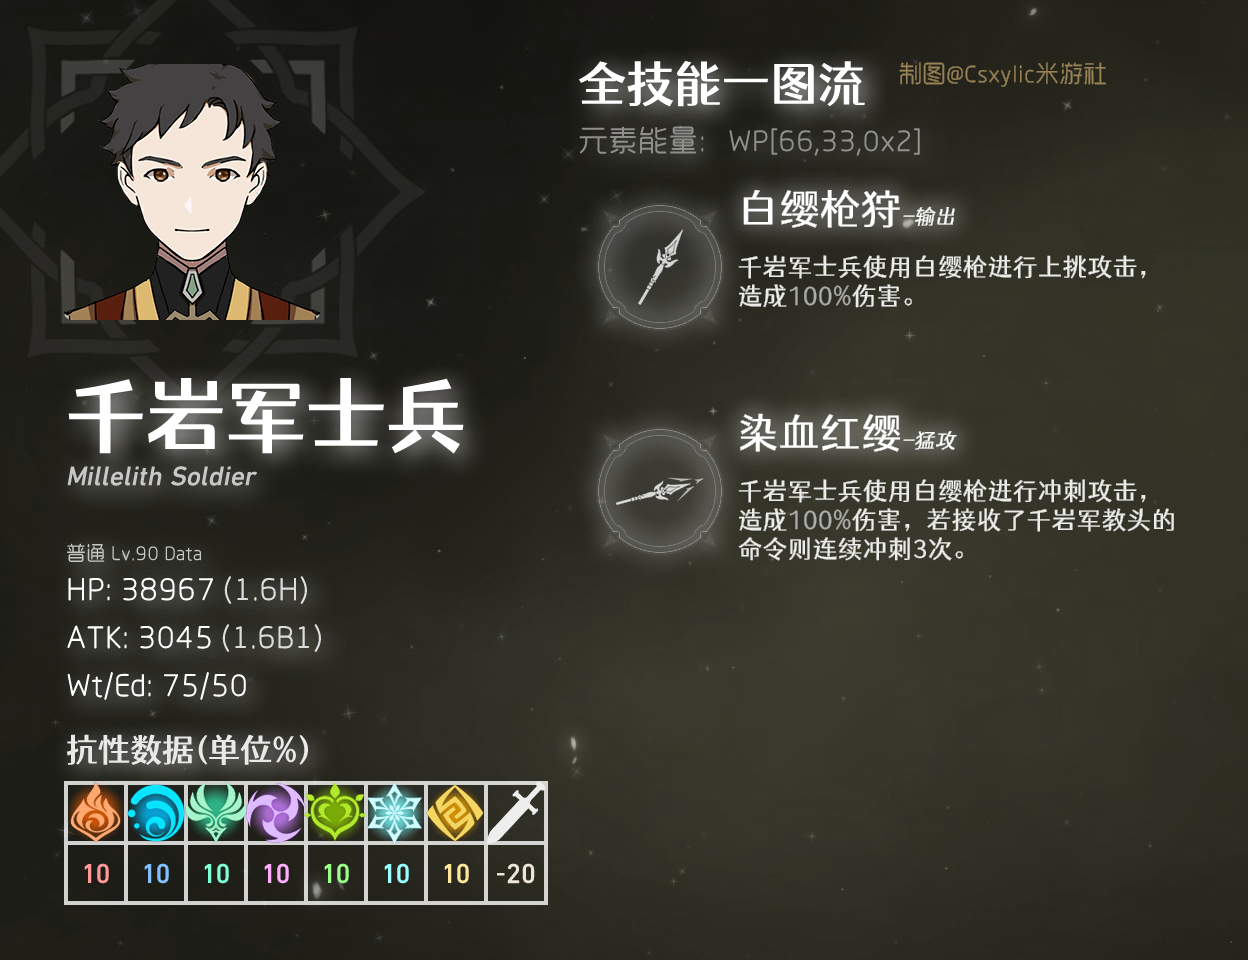 全技能一图流
制图@Csxylic米游社
元素能量: WP[66,33,0x2]
白缨枪狩-输出
千岩军士兵使用白缨枪进行上挑攻击，
造成100%伤害。
染血红缨-猛攻
千岩军士兵使用白缨枪进行冲刺攻击，
造成100%伤害，若接收了千岩军教头的
命令则连续冲刺3次。
千岩军士兵
Millelith Soldier
普通 Lv.90 Data
HP: 38967 (1.6H)
ATK: 3045 (1.6B1)
Wt/Ed: 75/50
抗性数据(单位%)
10 10 10 10 10 10 10 -20